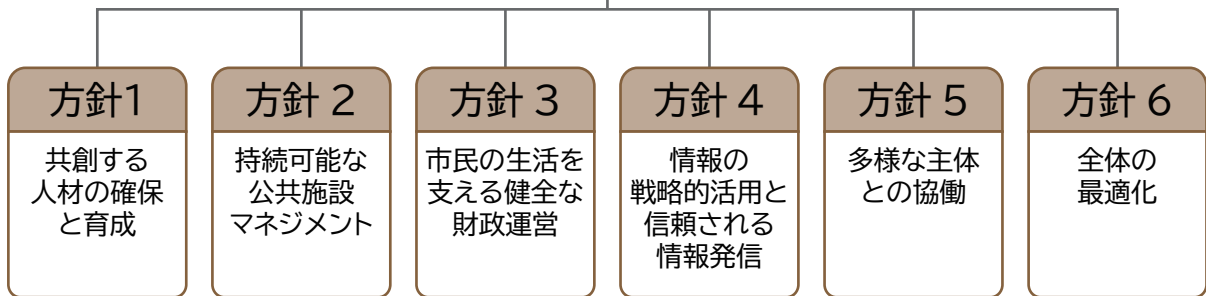 方針1
共創する
人材の確保
と育成
方針 2
持続可能な
公共施設
マネジメント
方針 3
市民の生活を
支える健全な
財政運営
方針 4
情報の
戦略的活用と
信頼される
情報発信
方針 5
多様な主体
との協働
方針 6
全体の
最適化